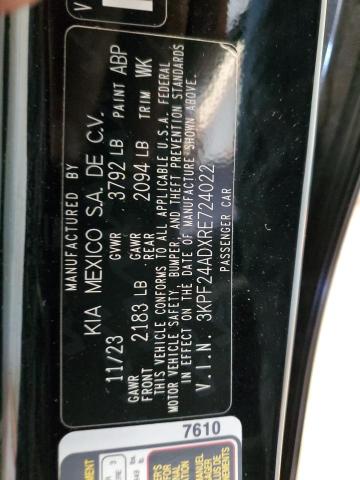 MANUFACTURED BY
KIA MEXICO S.A. DE C.V.
11/23 GVWR 3792 LB PAINT ABP
GAWR FRONT 2183 LB GAWR REAR 2094 LB TRIM WK
THIS VEHICLE CONFORMS TO ALL APPLICABLE U.S.A. FEDERAL
MOTOR VEHICLE SAFETY, BUMPER, AND THEFT PREVENTION STANDARDS
IN EFFECT ON THE DATE OF MANUFACTURE SHOWN ABOVE.
V.I.N. 3KPF24ADXRE724022
PASSENGER CAR
7610
MANUEL